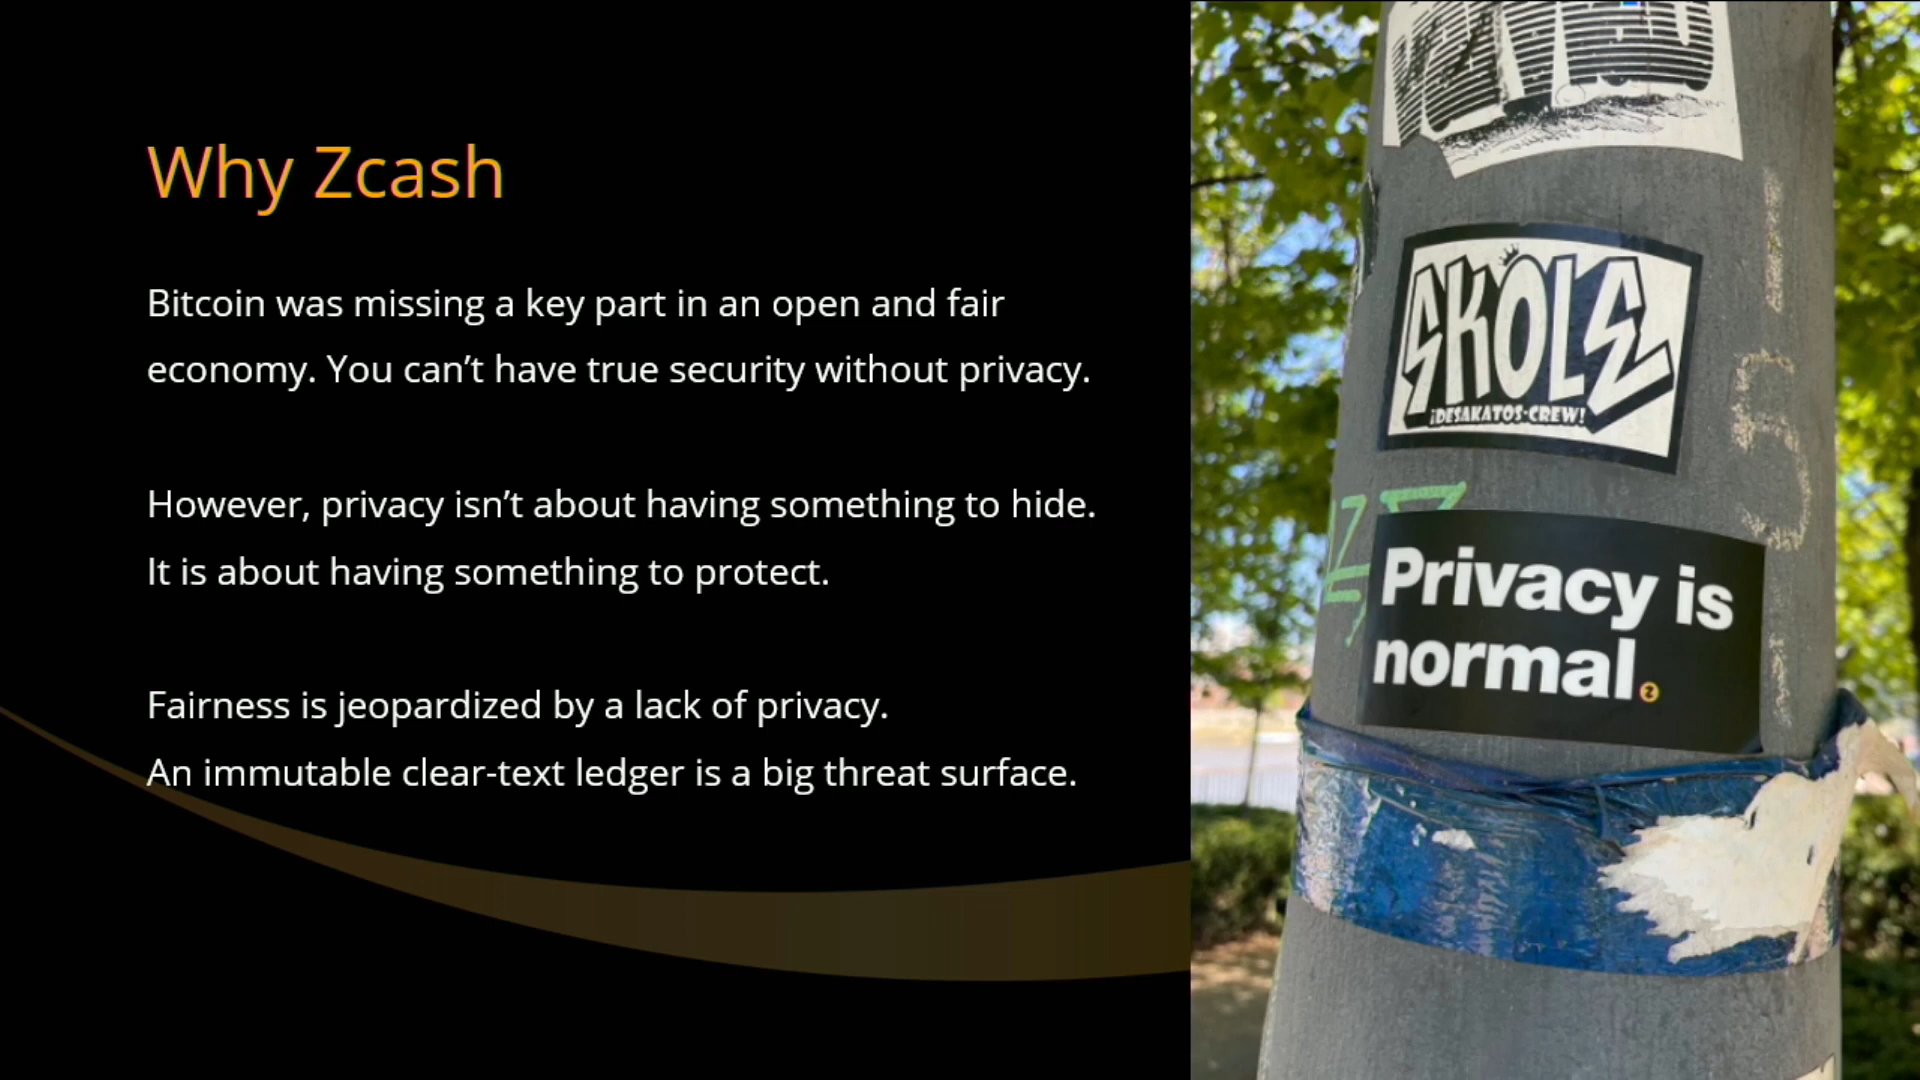 Why Zcash
Bitcoin was missing a key part in an open and fair
economy. You can’t have true security without privacy.
However, privacy isn’t about having something to hide.
It is about having something to protect.
Fairness is jeopardized by a lack of privacy.
An immutable clear-text ledger is a big threat surface.
SKOLE
¡DESAKATOS-CREW!
Privacy is
normal.